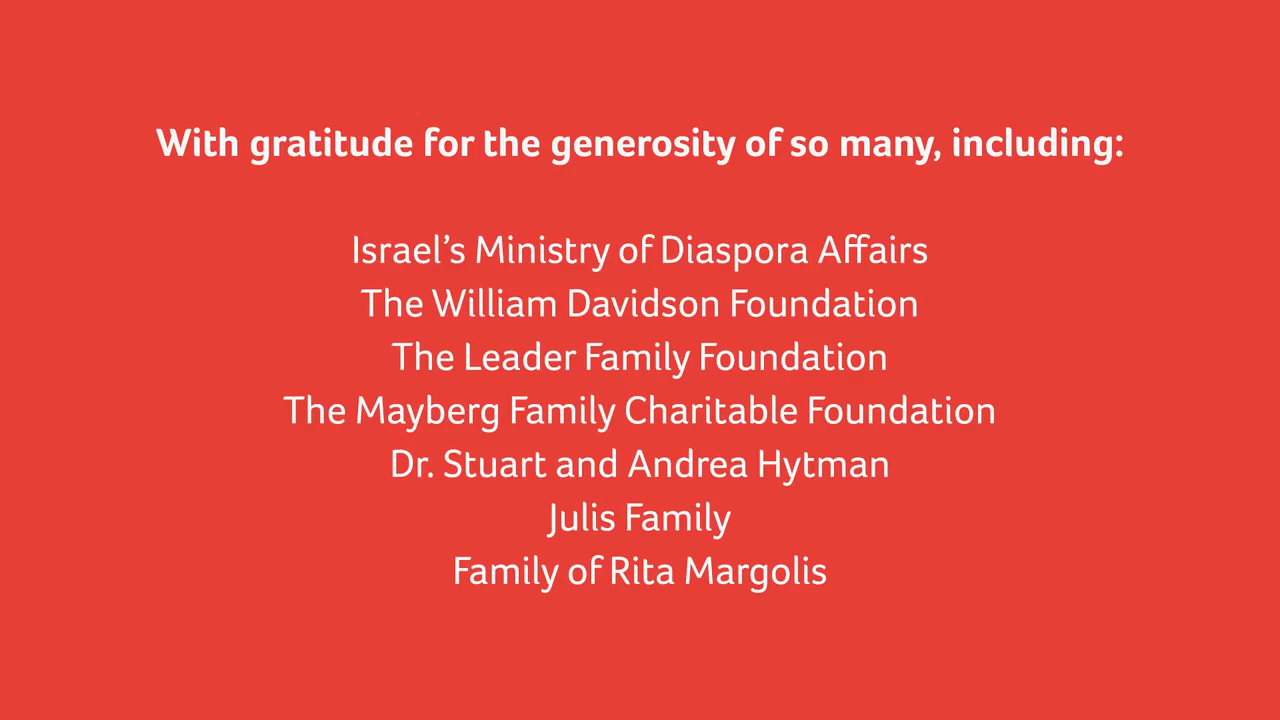 With gratitude for the generosity of so many, including:
Israel’s Ministry of Diaspora Affairs
The William Davidson Foundation
The Leader Family Foundation
The Mayberg Family Charitable Foundation
Dr. Stuart and Andrea Hytman
Julis Family
Family of Rita Margolis